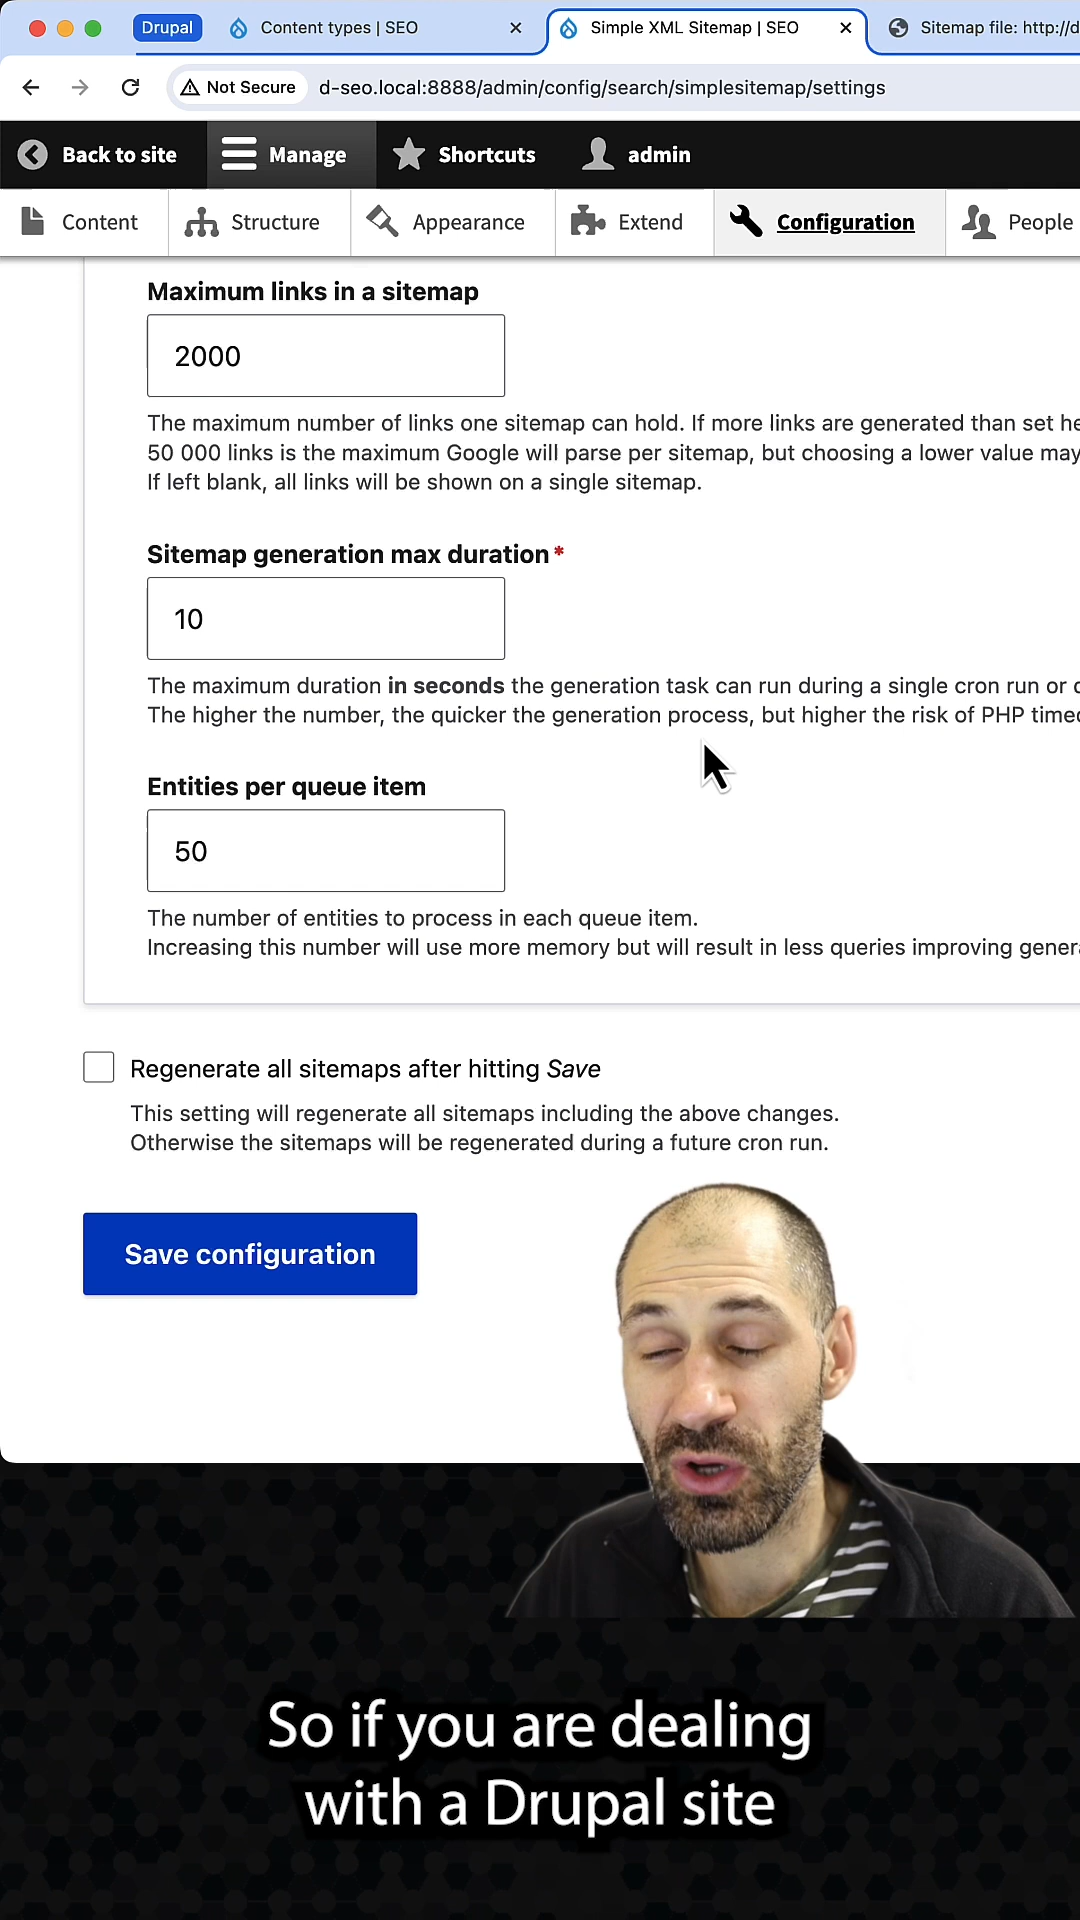 Drupal
Content types | SEO
Simple XML Sitemap | SEO
Sitemap file: http://d
Not Secure
d-seo.local:8888/admin/config/search/simplesitemap/settings
Back to site
Manage
Shortcuts
admin
Content
Structure
Appearance
Extend
Configuration
People
Maximum links in a sitemap
2000
The maximum number of links one sitemap can hold. If more links are generated than set he
50 000 links is the maximum Google will parse per sitemap, but choosing a lower value may
If left blank, all links will be shown on a single sitemap.
Sitemap generation max duration*
10
The maximum duration in seconds the generation task can run during a single cron run or
The higher the number, the quicker the generation process, but higher the risk of PHP timeo
Entities per queue item
50
The number of entities to process in each queue item.
Increasing this number will use more memory but will result in less queries improving genera
Regenerate all sitemaps after hitting Save
This setting will regenerate all sitemaps including the above changes.
Otherwise the sitemaps will be regenerated during a future cron run.
Save configuration
So if you are dealing
with a Drupal site